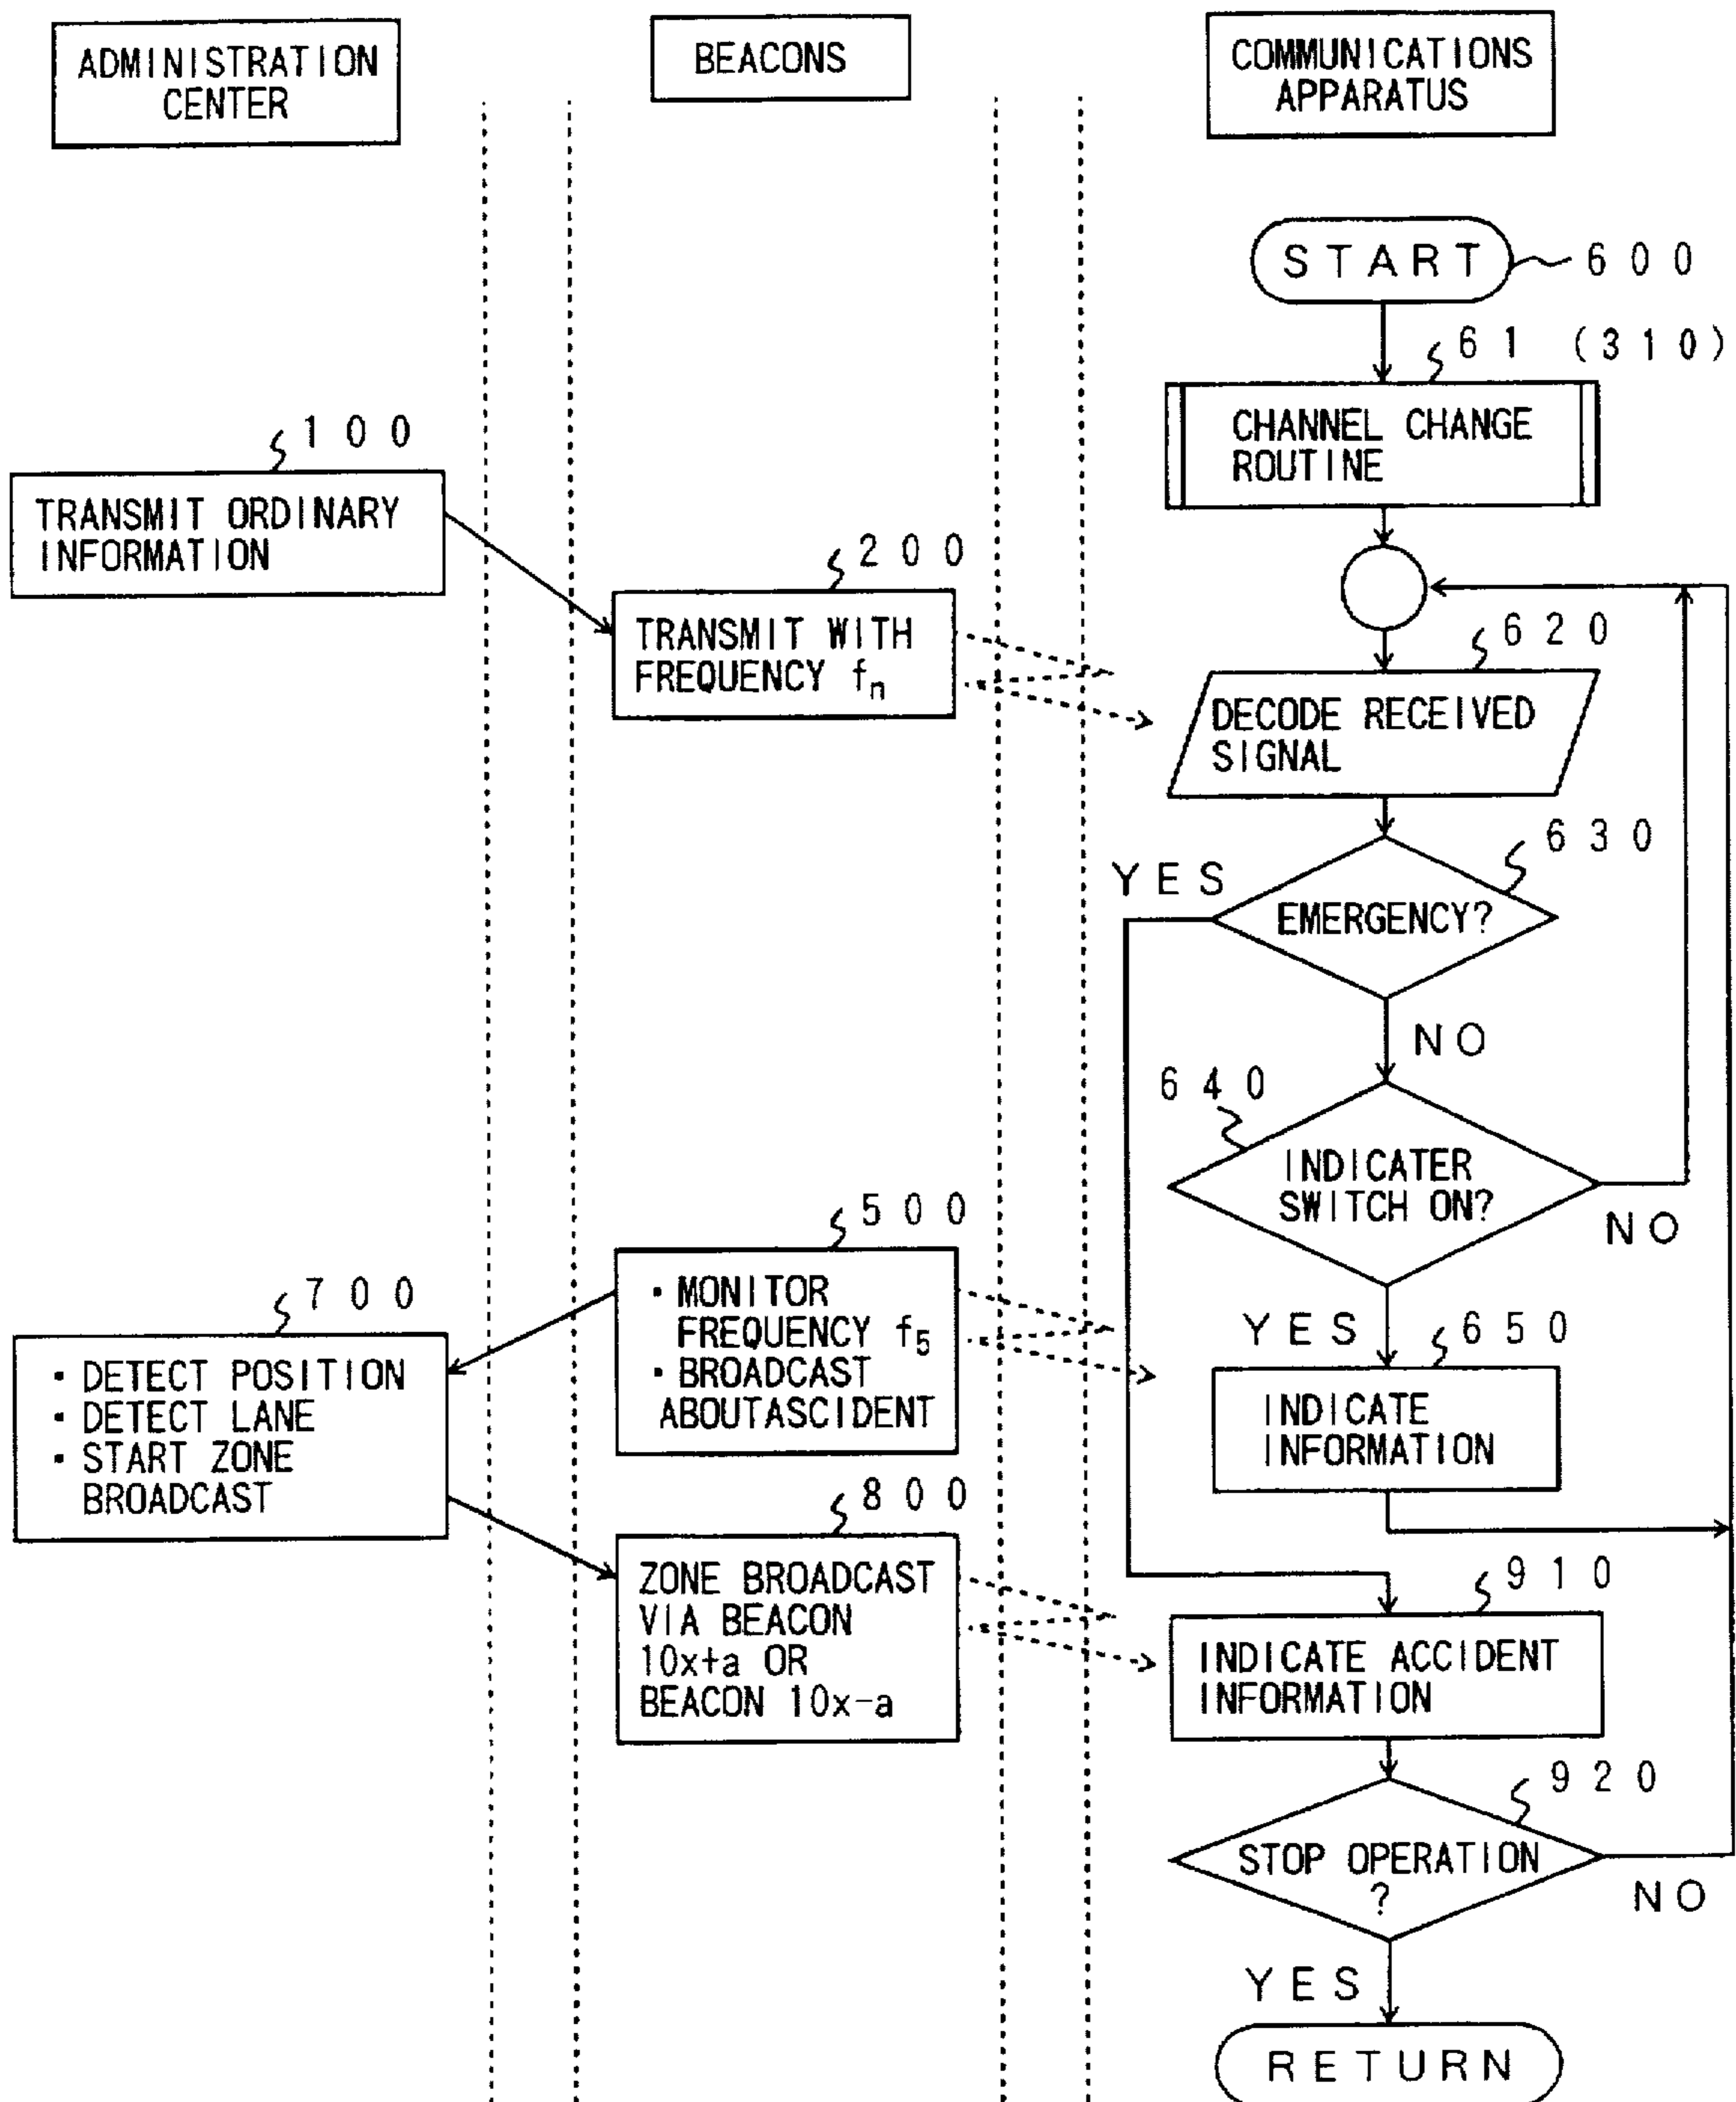 ADMINISTRATION
CENTER
BEACONS
COMMUNICATIONS
APPARATUS
START
600
61 (310)
CHANNEL CHANGE
ROUTINE
100
TRANSMIT ORDINARY
INFORMATION
200
TRANSMIT WITH
FREQUENCY fn
620
DECODE RECEIVED
SIGNAL
630
YES
EMERGENCY?
NO
640
INDICATER
SWITCH ON?
NO
500
・MONITOR
FREQUENCY f5
・BROADCAST
ABOUTASCIDENT
700
・DETECT POSITION
・DETECT LANE
・START ZONE
BROADCAST
YES
650
INDICATE
INFORMATION
800
ZONE BROADCAST
VIA BEACON
10x+a OR
BEACON 10x-a
910
INDICATE ACCIDENT
INFORMATION
920
STOP OPERATION
?
NO
YES
RETURN